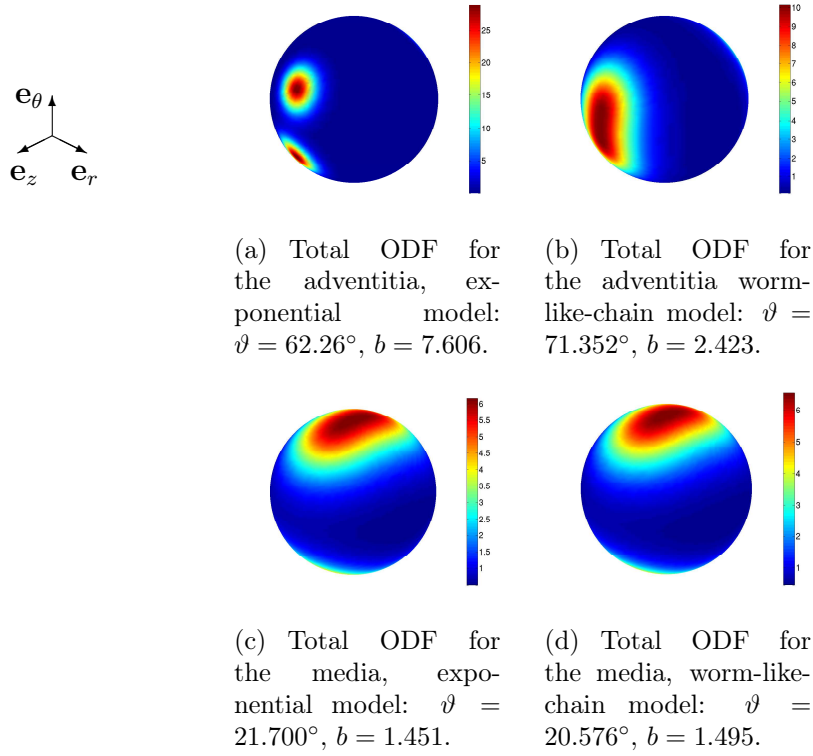 25
20
15
10
5
10
9
8
7
6
5
4
3
2
1
e_θ
e_z e_r
(a) Total ODF for
the adventitia, ex-
ponential model:
ϑ = 62.26°, b = 7.606.
(b) Total ODF for
the adventitia worm-
like-chain model: ϑ =
71.352°, b = 2.423.
6
5.5
5
4.5
4
3.5
3
2.5
2
1.5
1
6
5
4
3
2
1
(c) Total ODF for
the media, expo-
nential model: ϑ =
21.700°, b = 1.451.
(d) Total ODF for
the media, worm-like-
chain model: ϑ =
20.576°, b = 1.495.